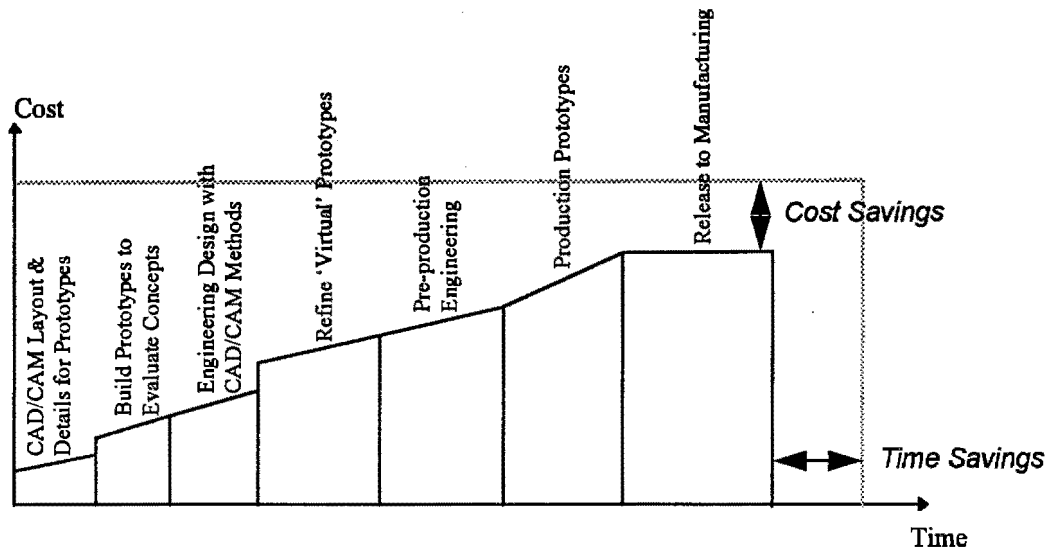 Cost
CAD/CAM Layout &
Details for Prototypes
Build Prototypes to
Evaluate Concepts
Engineering Design with
CAD/CAM Methods
Refine 'Virtual' Prototypes
Pre-production
Engineering
Production Prototypes
Release to Manufacturing
Cost Savings
Time Savings
Time